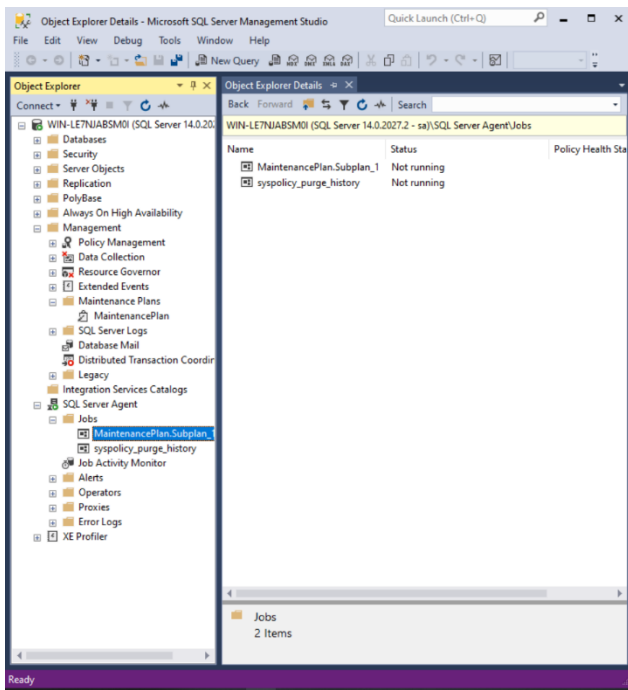 Object Explorer Details - Microsoft SQL Server Management Studio
Quick Launch (Ctrl+Q)
File Edit View Debug Tools Window Help
New Query
Object Explorer
Connect
WIN-LE7NJABSM0I (SQL Server 14.0.20
Databases
Security
Server Objects
Replication
PolyBase
Always On High Availability
Management
Policy Management
Data Collection
Resource Governor
Extended Events
Maintenance Plans
MaintenancePlan
SQL Server Logs
Database Mail
Distributed Transaction Coordin
Legacy
Integration Services Catalogs
SQL Server Agent
Jobs
MaintenancePlan.Subplan_1
syspolicy_purge_history
Job Activity Monitor
Alerts
Operators
Proxies
Error Logs
XE Profiler
Object Explorer Details
Back Forward Search
WIN-LE7NJABSM0I (SQL Server 14.0.2027.2 - sa)\SQL Server Agent\Jobs
Name Status Policy Health Sta
MaintenancePlan.Subplan_1 Not running
syspolicy_purge_history Not running
Jobs
2 Items
Ready